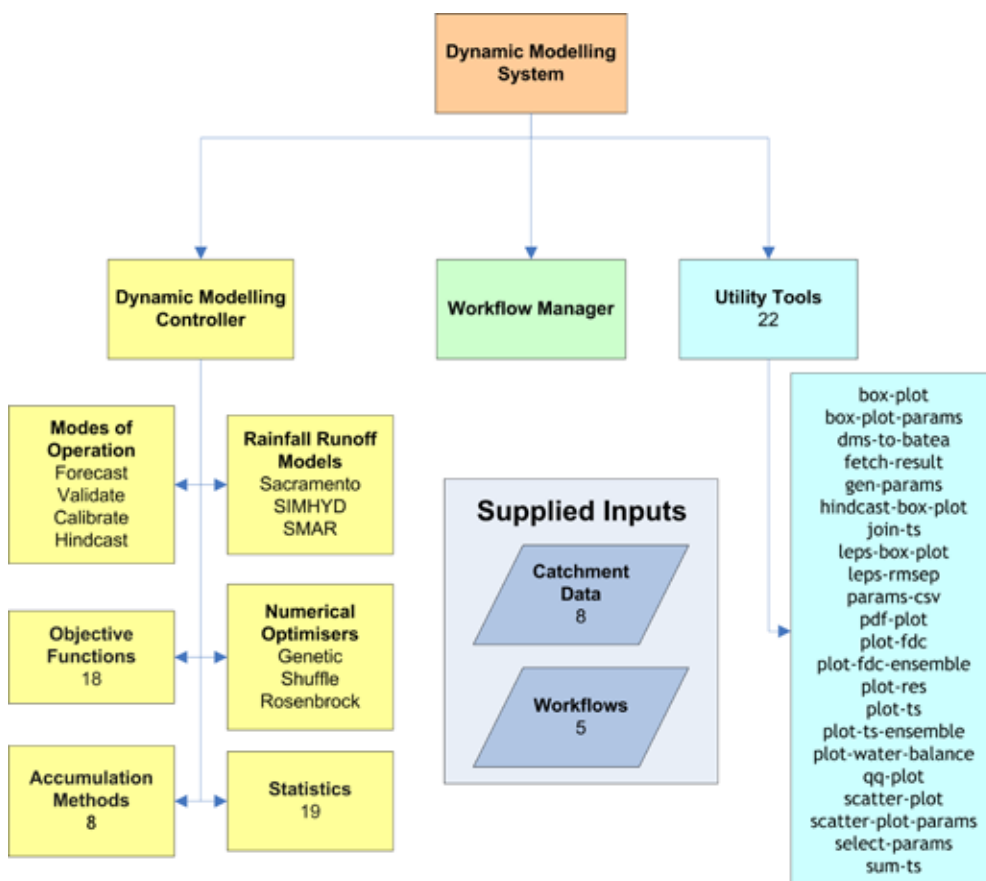 Dynamic Modelling
System
Dynamic Modelling
Controller
Workflow Manager
Utility Tools
22
Modes of
Operation
Forecast
Validate
Calibrate
Hindcast
Rainfall Runoff
Models
Sacramento
SIMHYD
SMAR
Objective
Functions
18
Numerical
Optimisers
Genetic
Shuffle
Rosenbrock
Accumulation
Methods
8
Statistics
19
Supplied Inputs
Catchment
Data
8
Workflows
5
box-plot
box-plot-params
dms-to-batea
fetch-result
gen-params
hindcast-box-plot
join-ts
leps-box-plot
leps-rmsep
params-csv
pdf-plot
plot-fdc
plot-fdc-ensemble
plot-res
plot-ts
plot-ts-ensemble
plot-water-balance
qq-plot
scatter-plot
scatter-plot-params
select-params
sum-ts